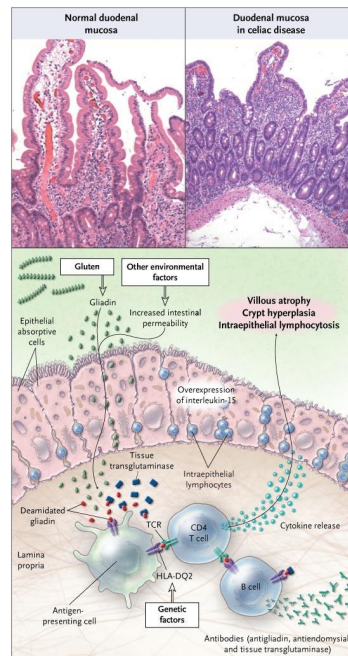 Normal duodenal
mucosa
Duodenal mucosa
in celiac disease
Gluten
Other environmental
factors
Gliadin
Increased intestinal
permeability
Villous atrophy
Crypt hyperplasia
Intraepithelial lymphocytosis
Epithelial
absorptive
cells
Overexpression
of interleukin-15
Tissue
transglutaminase
Intraepithelial
lymphocytes
Deamidated
gliadin
TCR
CD4
T cell
Cytokine release
Lamina
propria
HLA-DQ2
B cell
Antigen-
presenting cell
Genetic
factors
Antibodies (antigliadin, antiendomysial,
and tissue transglutaminase)